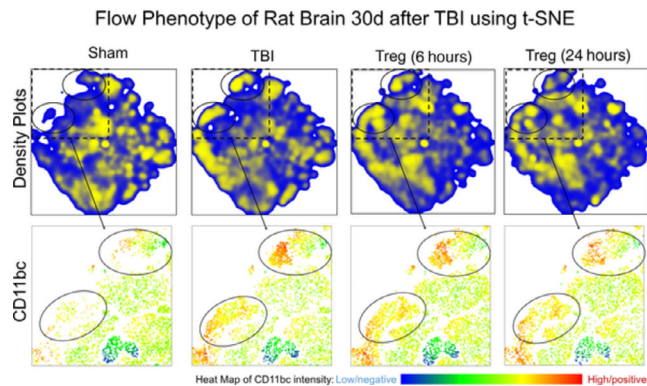 Flow Phenotype of Rat Brain 30d after TBI using t-SNE
Sham
TBI
Treg (6 hours)
Treg (24 hours)
Density Plots
CD11bc
Heat Map of CD11bc intensity: Low/negative High/positive